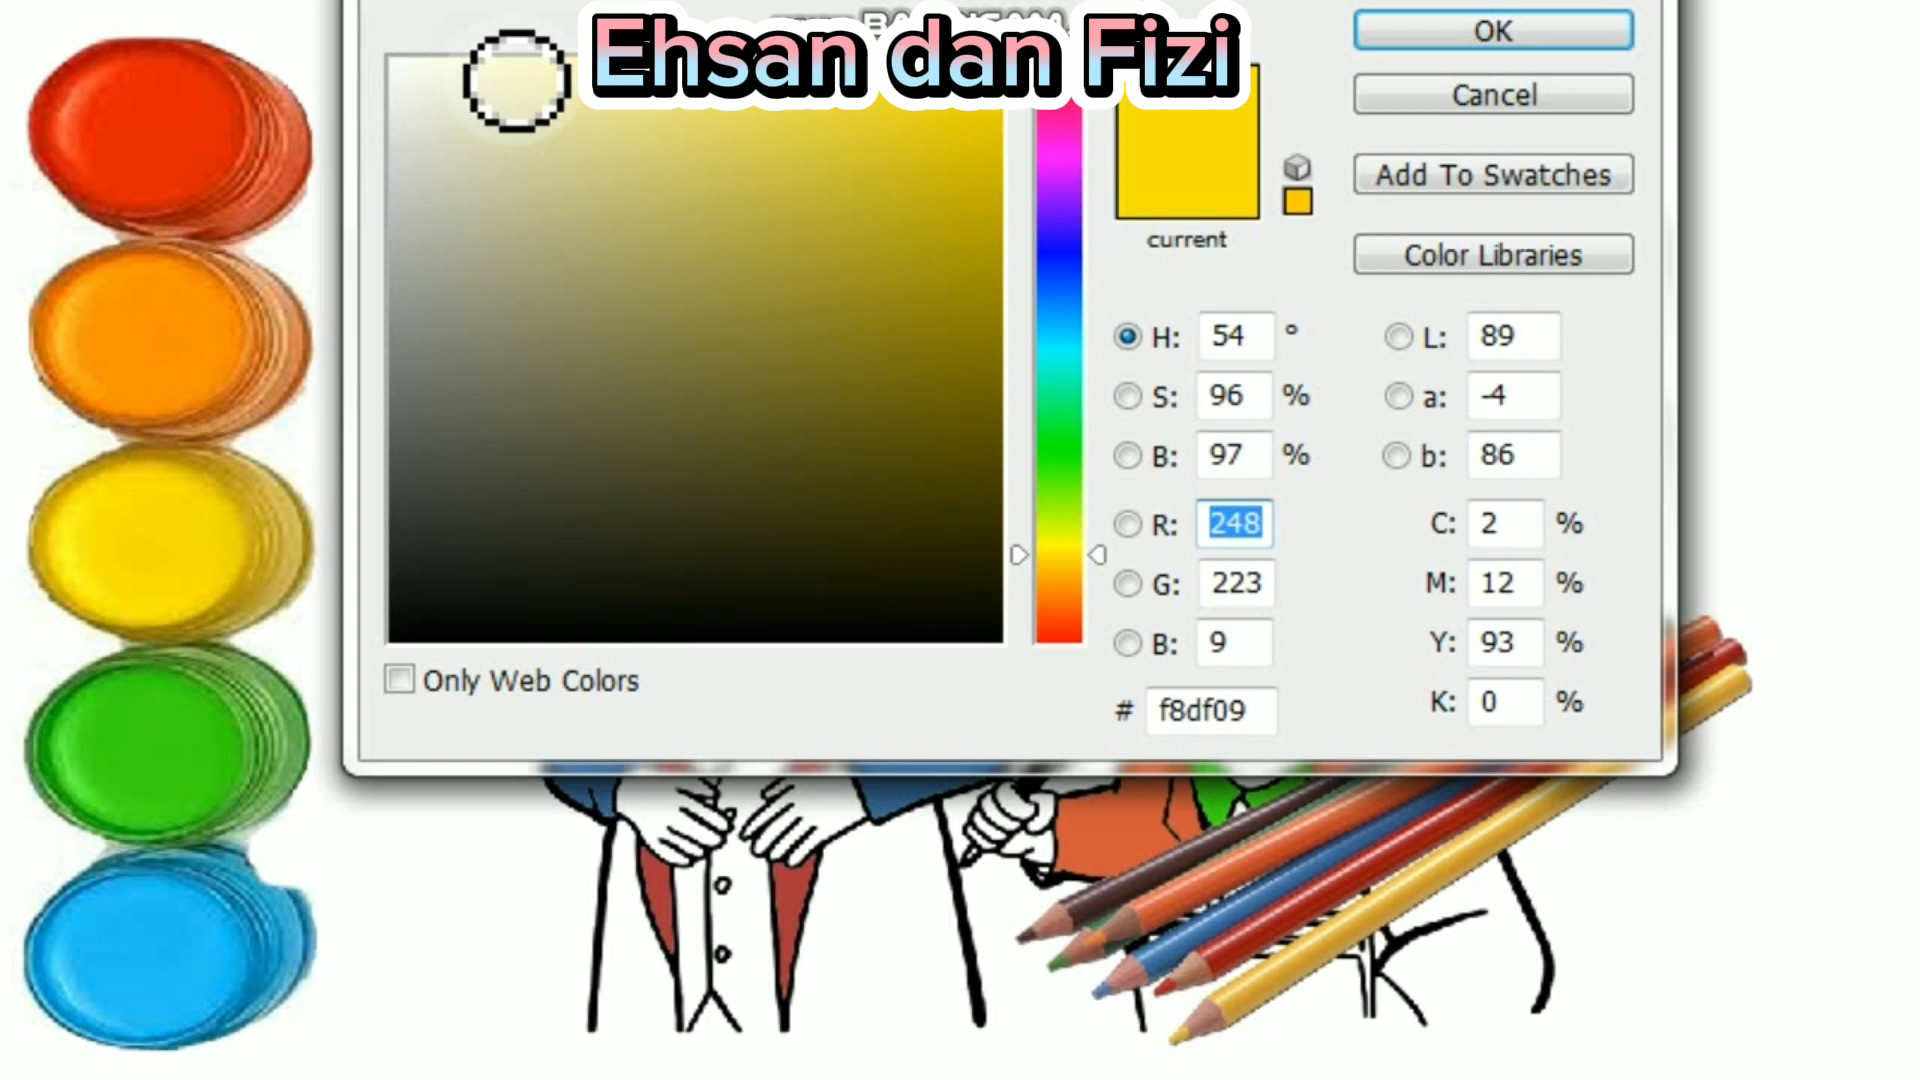 Ehsan dan Fizi
OK
Cancel
Add To Swatches
current
Color Libraries
H: 54 ° L: 89
S: 96 % a: -4
B: 97 % b: 86
R: 248 C: 2 %
G: 223 M: 12 %
B: 9 Y: 93 %
Only Web Colors
# f8df09 K: 0 %